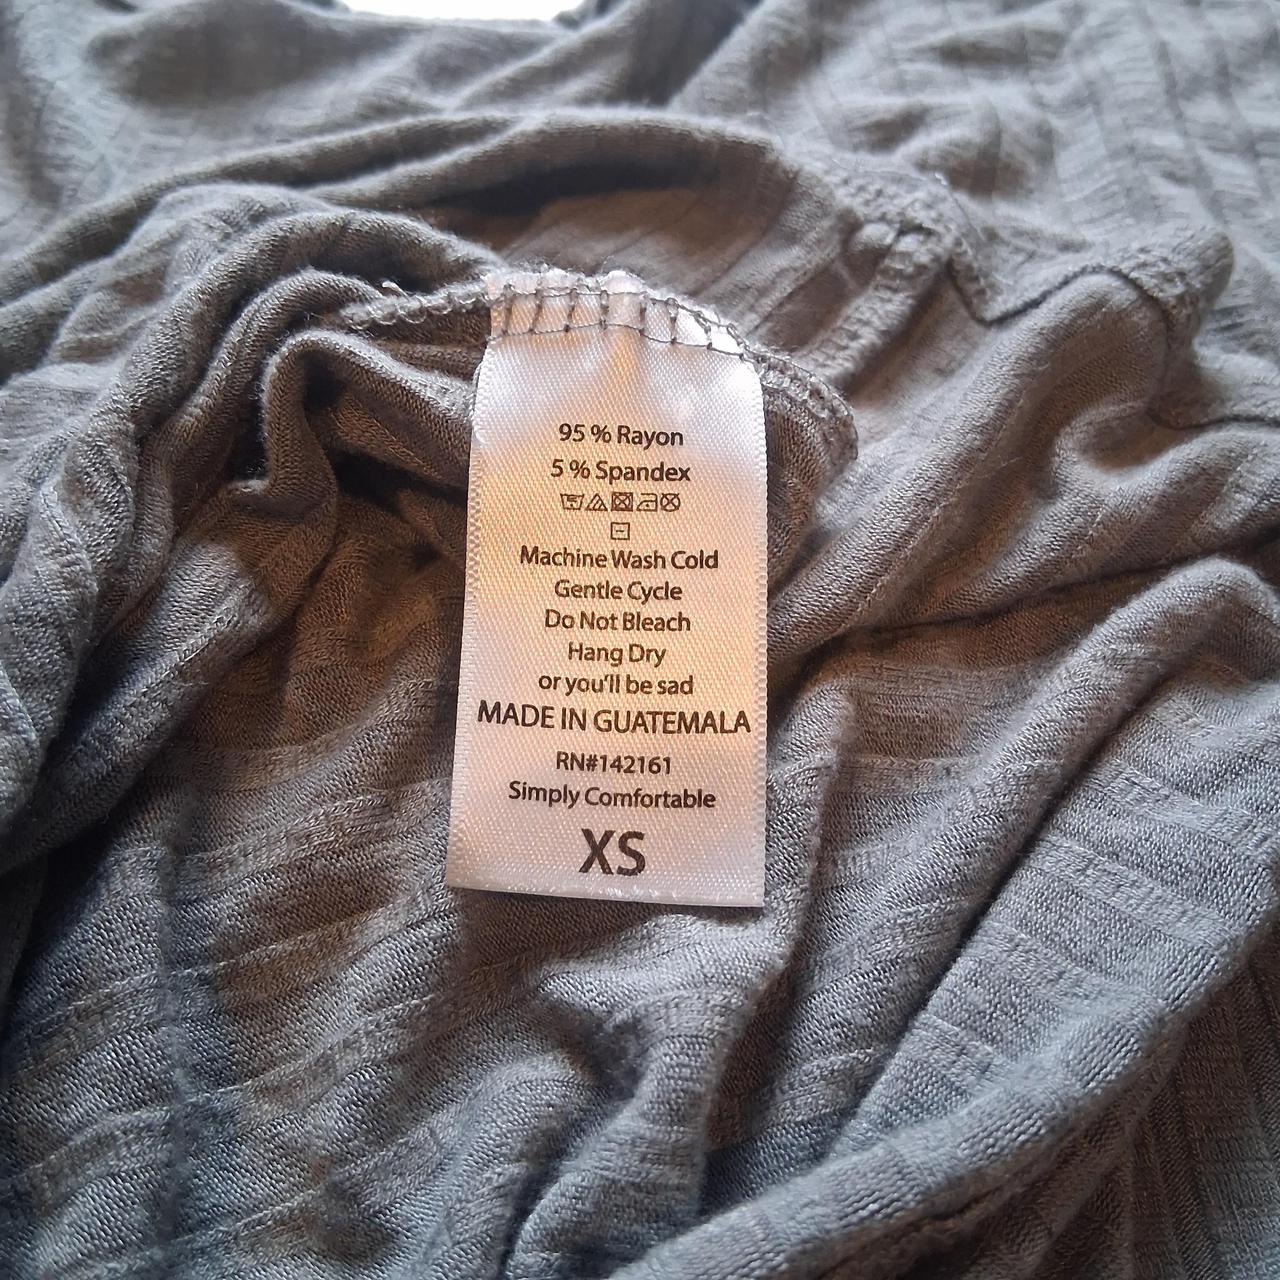 95 % Rayon
5 % Spandex
Machine Wash Cold
Gentle Cycle
Do Not Bleach
Hang Dry
or you'll be sad
MADE IN GUATEMALA
RN#142161
Simply Comfortable
XS